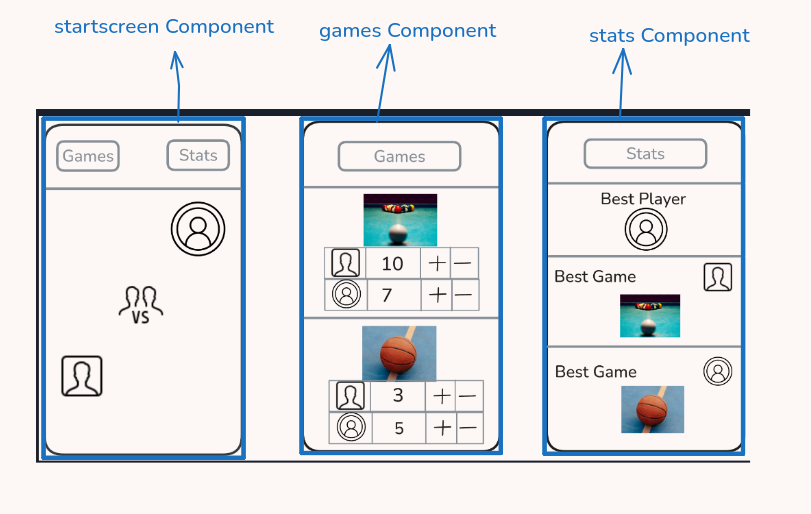 startscreen Component
games Component
stats Component
Games
Stats
VS
Games
10
+ —
7
+ —
3
+ —
5
+ —
Stats
Best Player
Best Game
Best Game